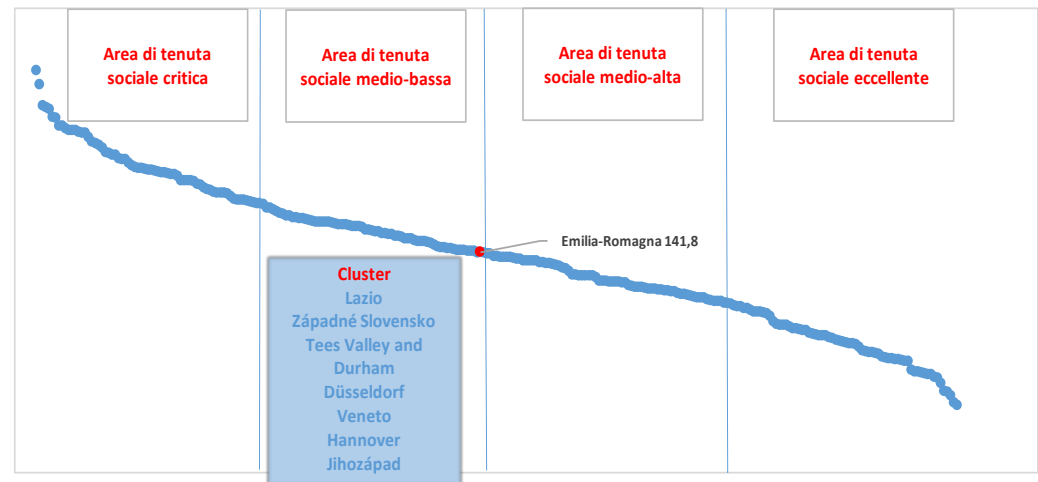 Area di tenuta
sociale critica
Area di tenuta
sociale medio-bassa
Area di tenuta
sociale medio-alta
Area di tenuta
sociale eccellente
Emilia-Romagna 141,8
Cluster
Lazio
Západné Slovensko
Tees Valley and
Durham
Düsseldorf
Veneto
Hannover
Jihozápad